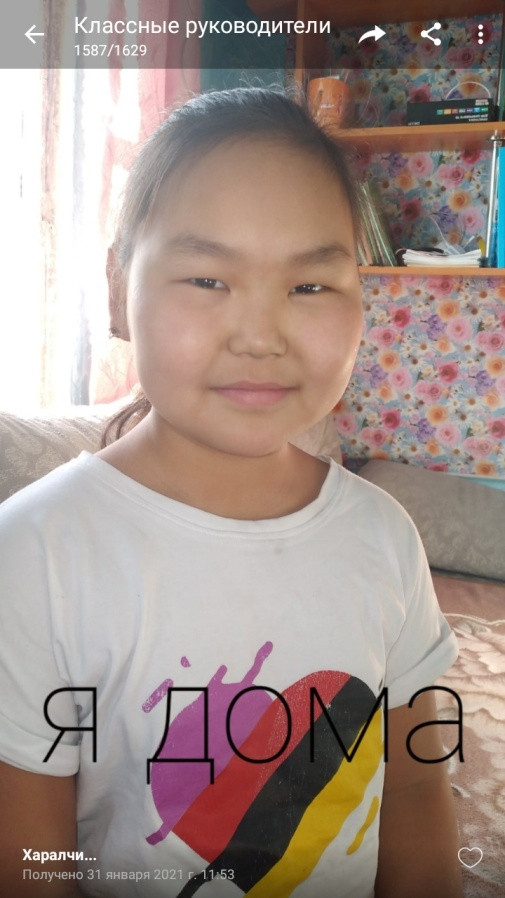 Классные руководители
1587/1629
я дома
Харалчи...
Получено 31 января 2021 г. 11:53